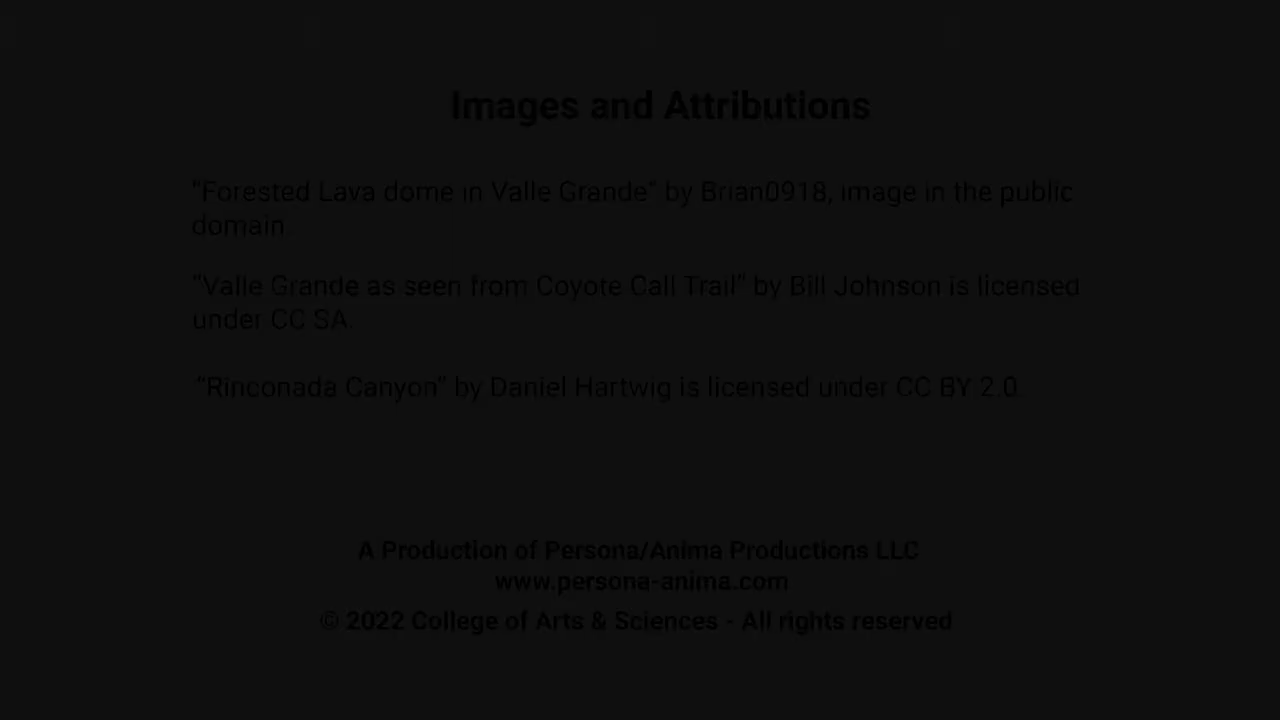 Images and Attributions
“Forested Lava dome in Valle Grande” by Brian0918, image in the public
domain.
“Valle Grande as seen from Coyote Call Trail” by Bill Johnson is licensed
under CC SA.
“Rinconada Canyon” by Daniel Hartwig is licensed under CC BY 2.0.
A Production of Persona/Anima Productions LLC
www.persona-anima.com
© 2022 College of Arts & Sciences - All rights reserved